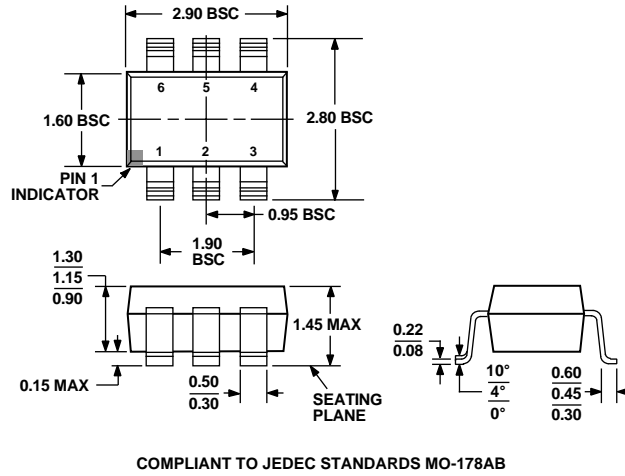 2.90 BSC
6 5 4
1.60 BSC
2.80 BSC
1 2 3
PIN 1
INDICATOR
0.95 BSC
1.90
BSC
1.30
1.15
0.90
1.45 MAX
0.15 MAX
0.50
0.30
SEATING
PLANE
0.22
0.08
10°
4°
0°
0.60
0.45
0.30
COMPLIANT TO JEDEC STANDARDS MO-178AB